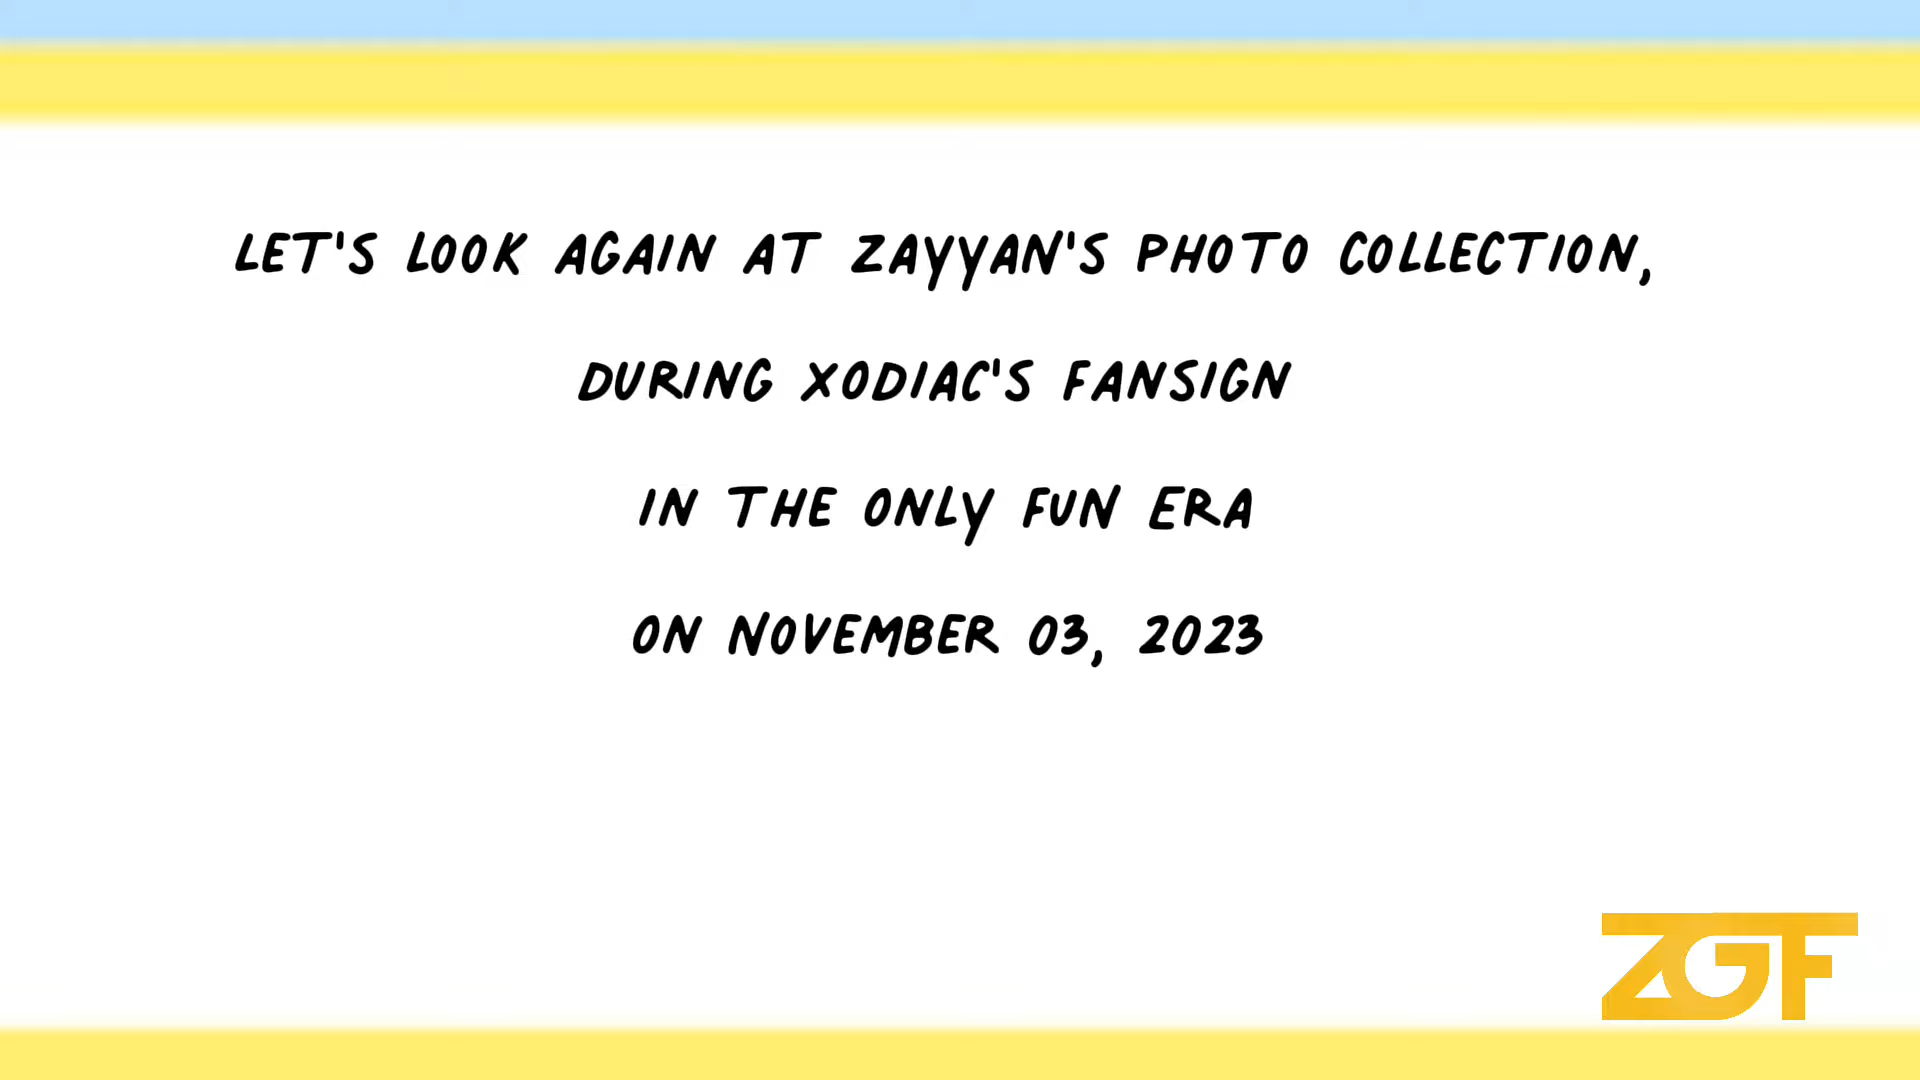 LET'S LOOK AGAIN AT ZAYYAN'S PHOTO COLLECTION,
DURING XODIAC'S FANSIGN
IN THE ONLY FUN ERA
ON NOVEMBER 03, 2023
ZGF